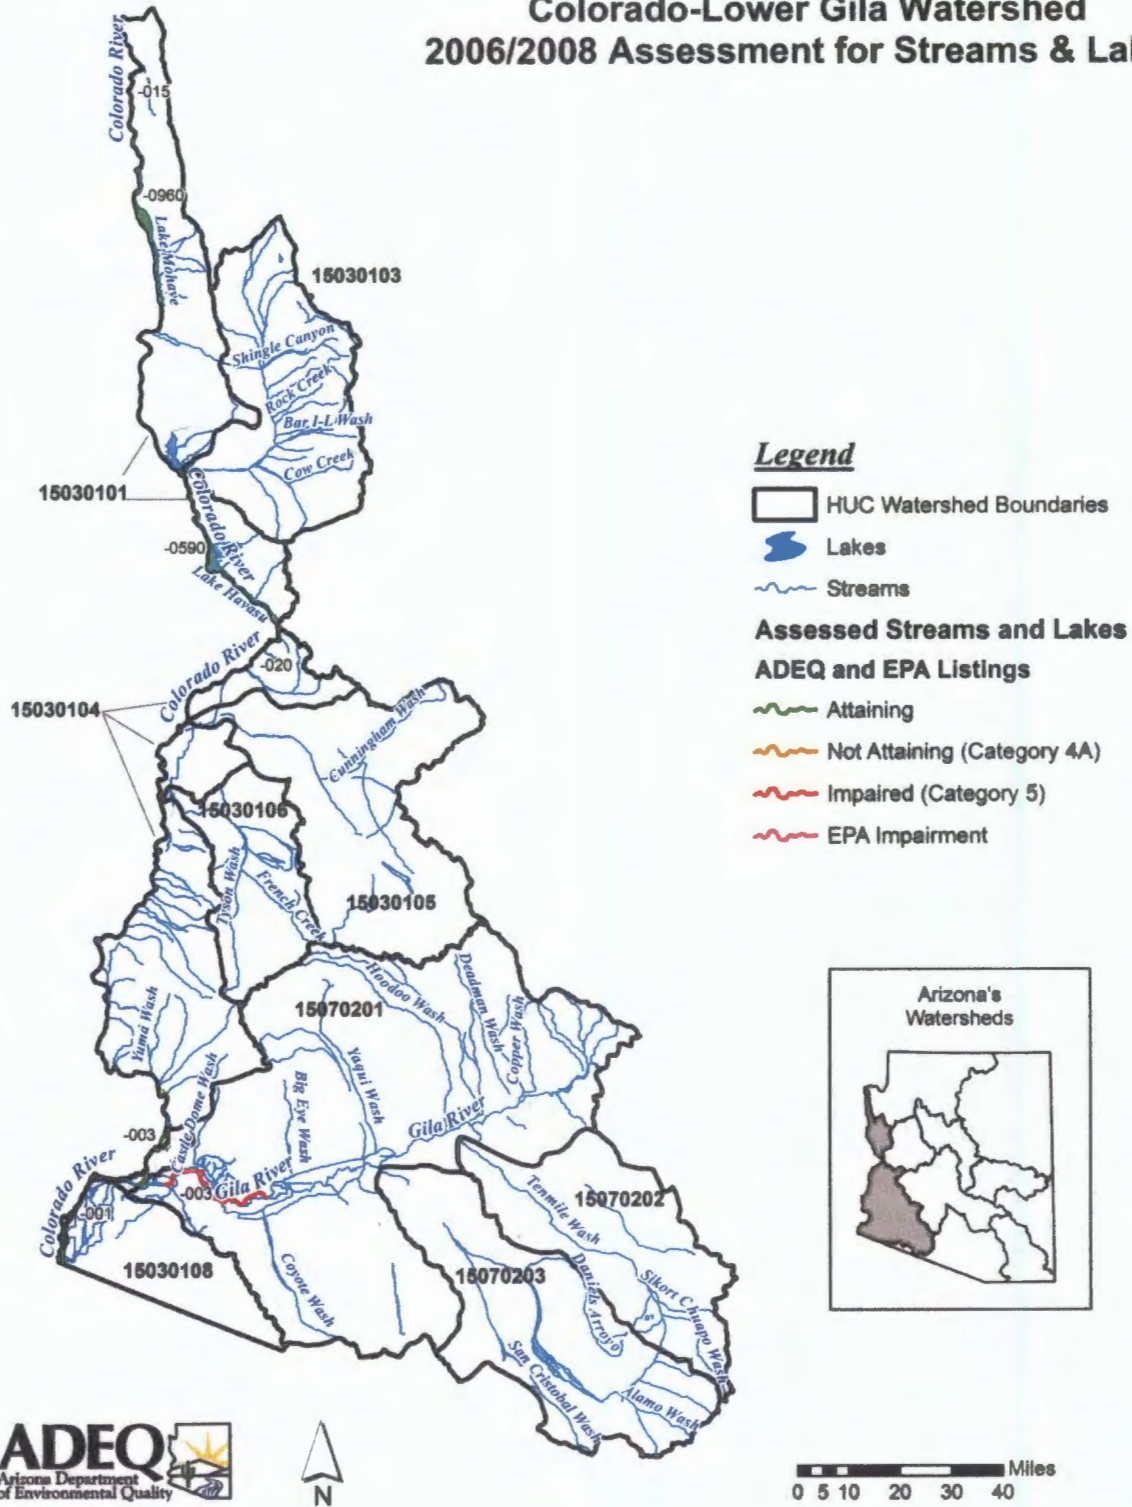 Colorado-Lower Gila Watershed
2006/2008 Assessment for Streams & La
Colorado River
-015
-0960
Lake Mohave
15030103
Shingle Canyon
Rock Creek
Bar I-L Wash
Cow Creek
15030101
Colorado River
-0590
Lake Havasu
Colorado River
-020
15030104
Cunningham Wash
15030106
Tyson Wash
French Creek
15030105
Hoodoo Wash
Deadman Wash
Copper Wash
15070201
Yuma Wash
Yaqui Wash
Big Eye Wash
Castle Dome Wash
Gila River
-003
Colorado River
-003
Gila River
-001
15030108
Coyote Wash
Tenmile Wash
15070202
15070203
Daniels Arroyo
Sikort Chuapo Wash
San Cristobal Wash
Alamo Wash
Legend
HUC Watershed Boundaries
Lakes
Streams
Assessed Streams and Lakes
ADEQ and EPA Listings
Attaining
Not Attaining (Category 4A)
Impaired (Category 5)
EPA Impairment
Arizona's
Watersheds
ADEQ
Arizona Department
of Environmental Quality
N
Miles
0 5 10 20 30 40